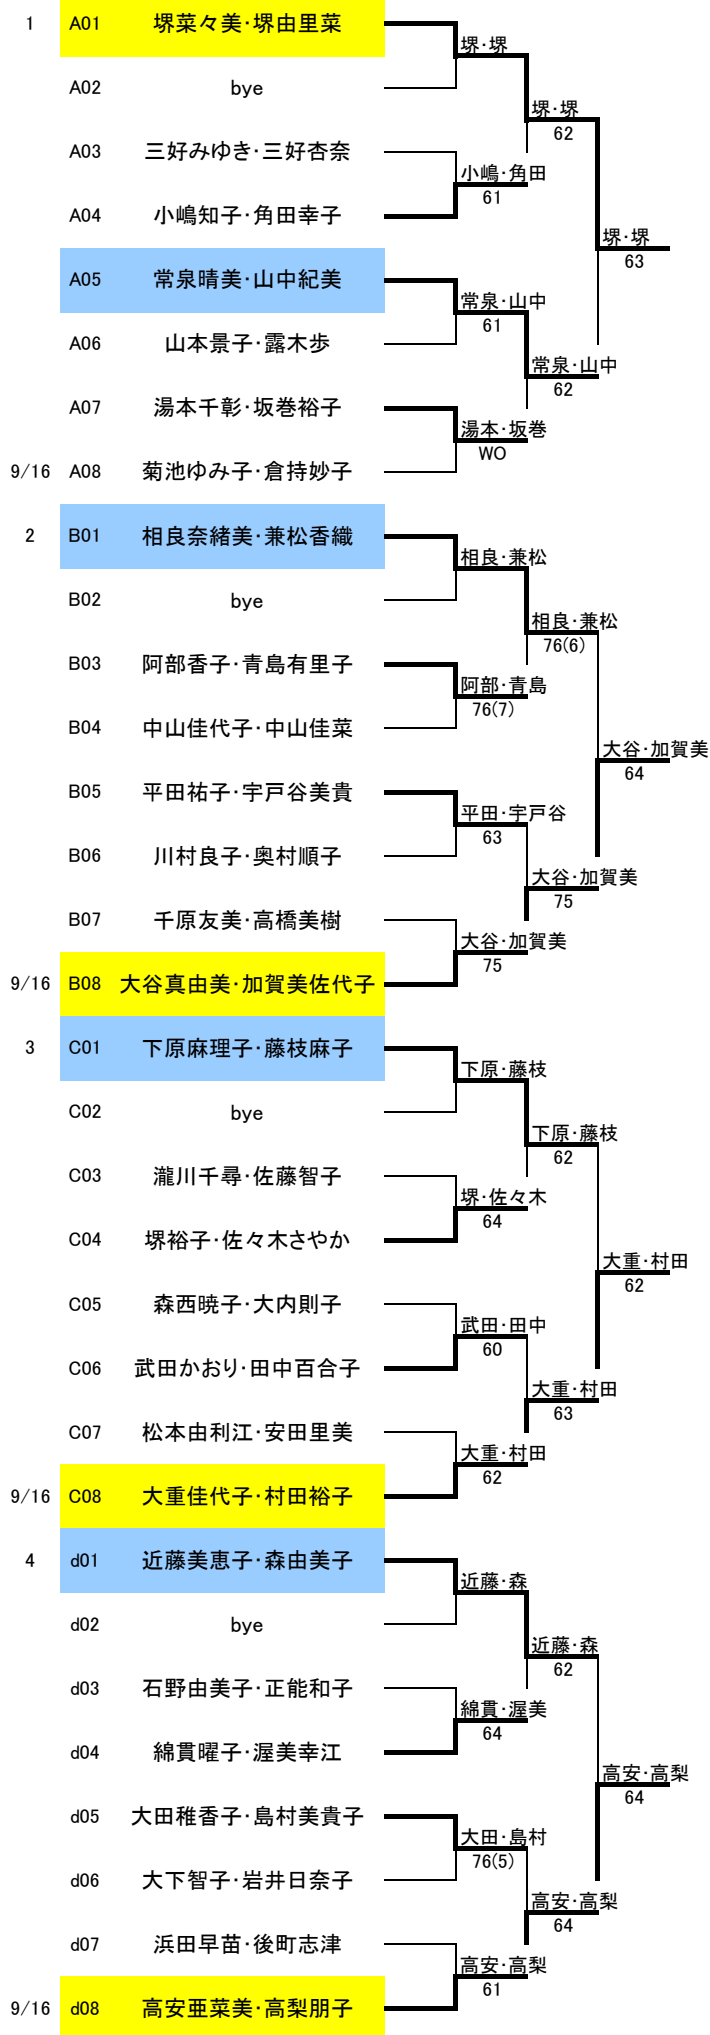 1 A01 堺菜々美・堺由里菜
堺・堺
A02 bye
堺・堺
62
A03 三好みゆき・三好杏奈
小嶋・角田
61
A04 小嶋知子・角田幸子
堺・堺
63
A05 常泉晴美・山中紀美
常泉・山中
61
A06 山本景子・露木歩
常泉・山中
62
A07 湯本千彰・坂巻裕子
湯本・坂巻
WO
9/16 A08 菊池ゆみ子・倉持妙子
2 B01 相良奈緒美・兼松香織
相良・兼松
B02 bye
相良・兼松
76(6)
B03 阿部香子・青島有里子
阿部・青島
76(7)
B04 中山佳代子・中山佳菜
大谷・加賀美
64
B05 平田祐子・宇戸谷美貴
平田・宇戸谷
63
B06 川村良子・奥村順子
大谷・加賀美
75
B07 千原友美・高橋美樹
大谷・加賀美
75
9/16 B08 大谷真由美・加賀美佐代子
3 C01 下原麻理子・藤枝麻子
下原・藤枝
C02 bye
下原・藤枝
62
C03 瀧川千尋・佐藤智子
堺・佐々木
64
C04 堺裕子・佐々木さやか
大重・村田
62
C05 森西暁子・大内則子
武田・田中
60
C06 武田かおり・田中百合子
大重・村田
63
C07 松本由利江・安田里美
大重・村田
62
9/16 C08 大重佳代子・村田裕子
4 d01 近藤美恵子・森由美子
近藤・森
d02 bye
近藤・森
62
d03 石野由美子・正能和子
綿貫・渥美
64
d04 綿貫曜子・渥美幸江
高安・高梨
64
d05 大田稚香子・島村美貴子
大田・島村
76(5)
d06 大下智子・岩井日奈子
高安・高梨
64
d07 浜田早苗・後町志津
高安・高梨
61
9/16 d08 高安亜菜美・高梨朋子